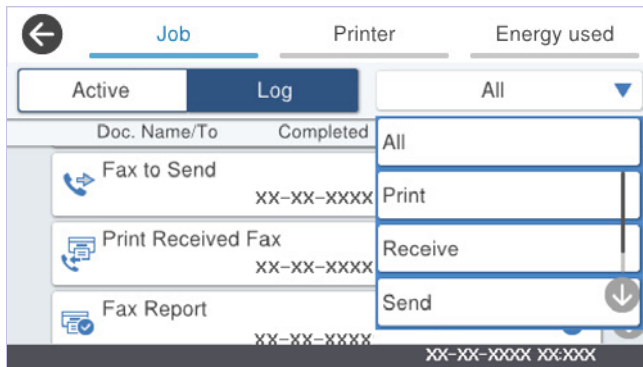 Job Printer Energy used
Active Log All
Doc. Name/To Completed
All
Fax to Send
XX-XX-XXXX
Print
Print Received Fax
XX-XX-XXXX
Receive
Fax Report
XX-XX-XXXX
Send
XX-XX-XXXX XX:XXX